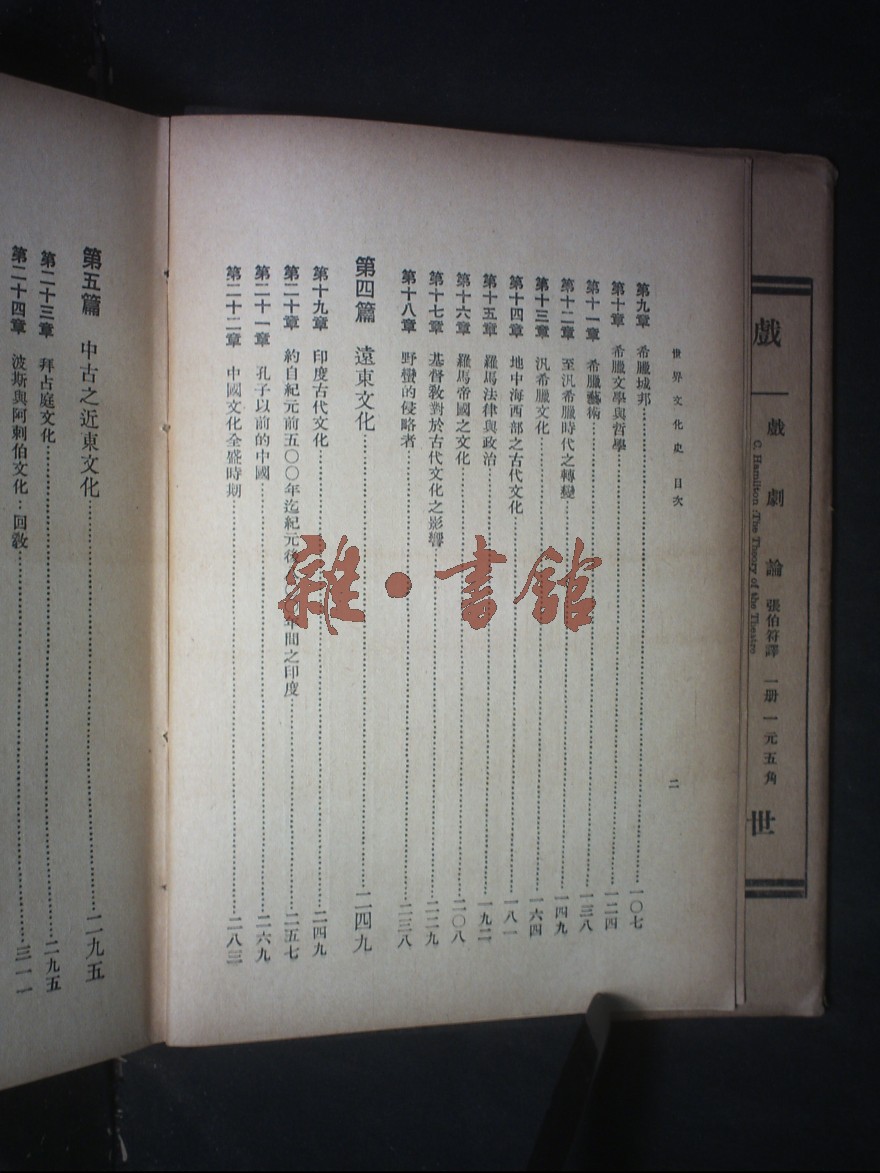 世界文化史 目次
二
第九章 希臘城邦……一〇七
第十章 希臘文學與哲學……一二四
第十一章 希臘藝術……一三八
第十二章 至汎希臘時代之轉變……一四九
第十三章 汎希臘文化……一六四
第十四章 地中海西部之古代文化……一八一
第十五章 羅馬法律與政治……一九二
第十六章 羅馬帝國之文化……二〇八
第十七章 基督教對於古代文化之影響……二二九
第十八章 野蠻的侵略者……二三八
第四篇 遠東文化……二四九
第十九章 印度古代文化……二四九
第二十章 約自紀元前五〇〇年迄紀元後年間之印度……二五七
第二十一章 孔子以前的中國……二六九
第二十二章 中國文化全盛時期……二八三
第五篇 中古之近東文化……二九五
第二十三章 拜占庭文化……二九五
第二十四章 波斯與阿剌伯文化：回教……三一一
戲
戲劇論 張伯符譯 一册一元五角
C. Hamilton: The Theory of the Theatre
世
雜·書館